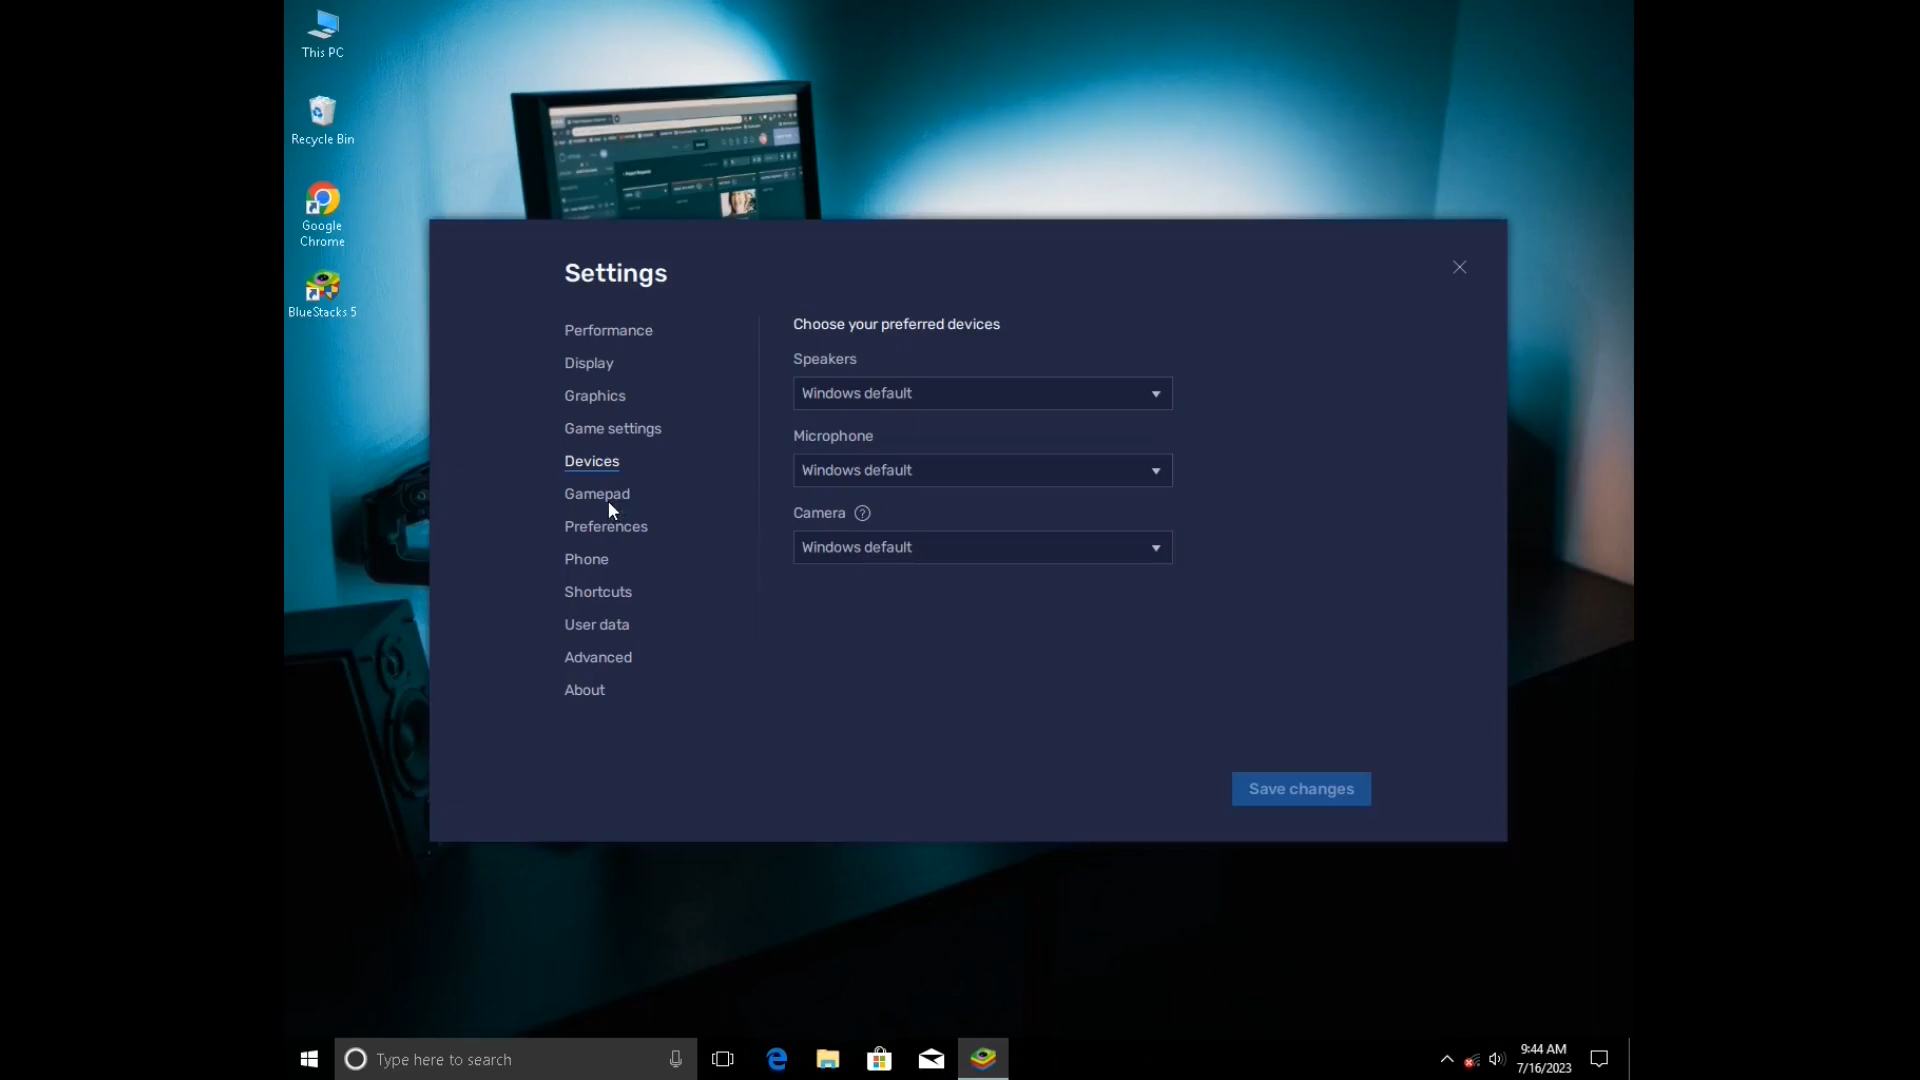 This PC
Recycle Bin
Google
Chrome
BlueStacks 5
Settings
Performance
Display
Graphics
Game settings
Devices
Gamepad
Preferences
Phone
Shortcuts
User data
Advanced
About
Choose your preferred devices
Speakers
Windows default
Microphone
Windows default
Camera ?
Windows default
Save changes
Type here to search
9:44 AM
7/16/2023